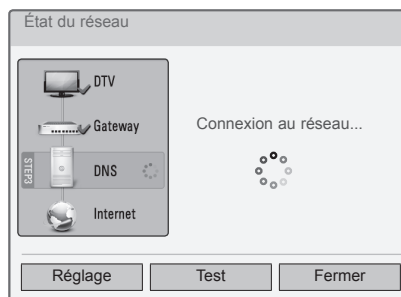 État du réseau
DTV
Gateway
STEP3
DNS
Internet
Connexion au réseau...
Réglage
Test
Fermer